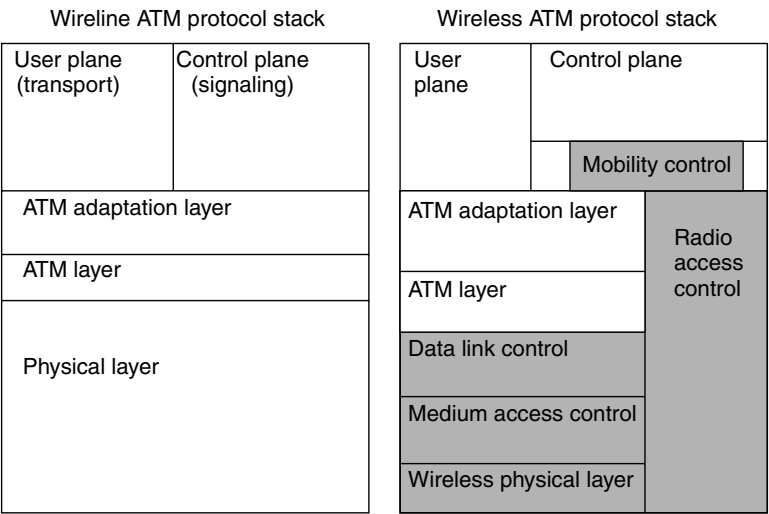 Wireline ATM protocol stack
User plane
(transport)
Control plane
(signaling)
ATM adaptation layer
ATM layer
Physical layer
Wireless ATM protocol stack
User
plane
Control plane
Mobility control
ATM adaptation layer
ATM layer
Data link control
Medium access control
Wireless physical layer
Radio
access
control